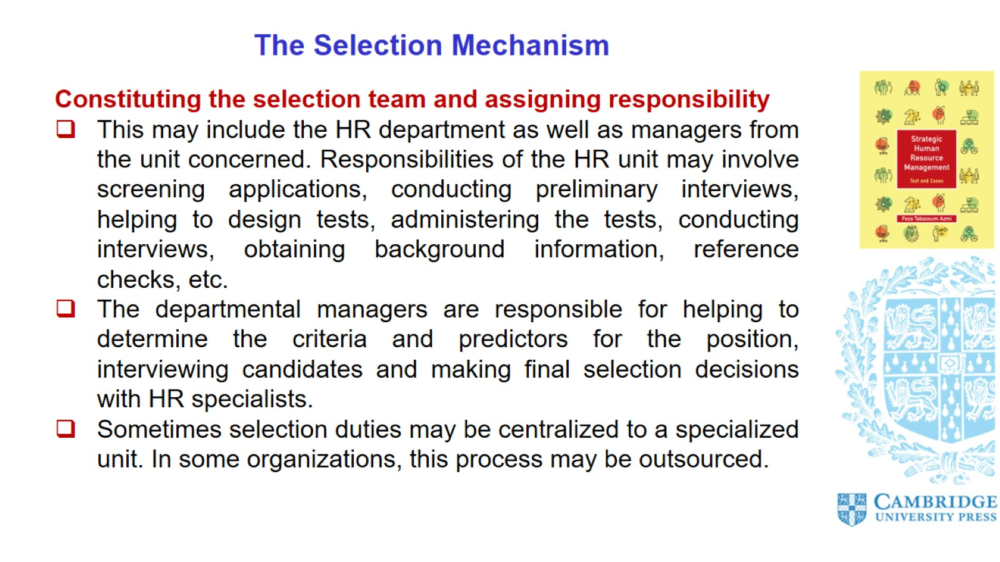 The Selection Mechanism
Constituting the selection team and assigning responsibility
This may include the HR department as well as managers from
the unit concerned. Responsibilities of the HR unit may involve
screening applications, conducting preliminary interviews,
helping to design tests, administering the tests, conducting
interviews, obtaining background information, reference
checks, etc.
The departmental managers are responsible for helping to
determine the criteria and predictors for the position,
interviewing candidates and making final selection decisions
with HR specialists.
Sometimes selection duties may be centralized to a specialized
unit. In some organizations, this process may be outsourced.
Strategic
Human
Resource
Management
Text and Cases
Feza Tabassum Azmi
CAMBRIDGE
UNIVERSITY PRESS